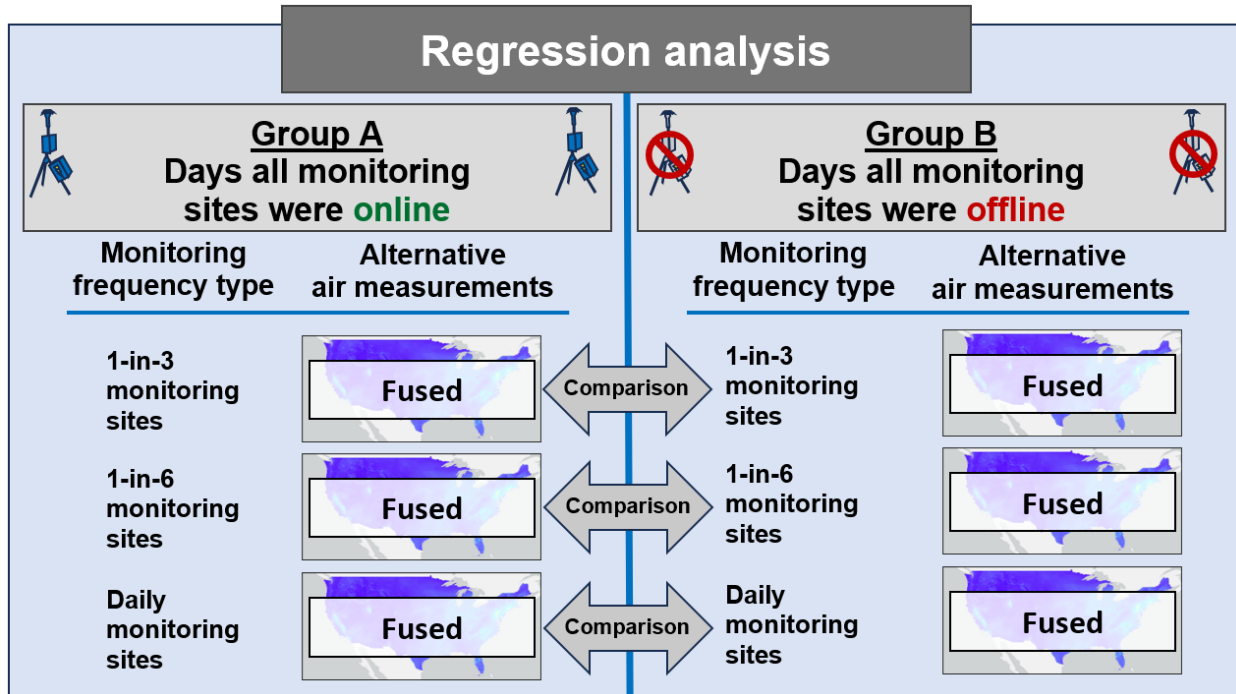 Regression analysis
Group A
Days all monitoring
sites were online
Monitoring
frequency type
Alternative
air measurements
1-in-3
monitoring
sites
Fused
1-in-6
monitoring
sites
Fused
Daily
monitoring
sites
Fused
Comparison
Comparison
Comparison
Group B
Days all monitoring
sites were offline
Monitoring
frequency type
Alternative
air measurements
1-in-3
monitoring
sites
Fused
1-in-6
monitoring
sites
Fused
Daily
monitoring
sites
Fused